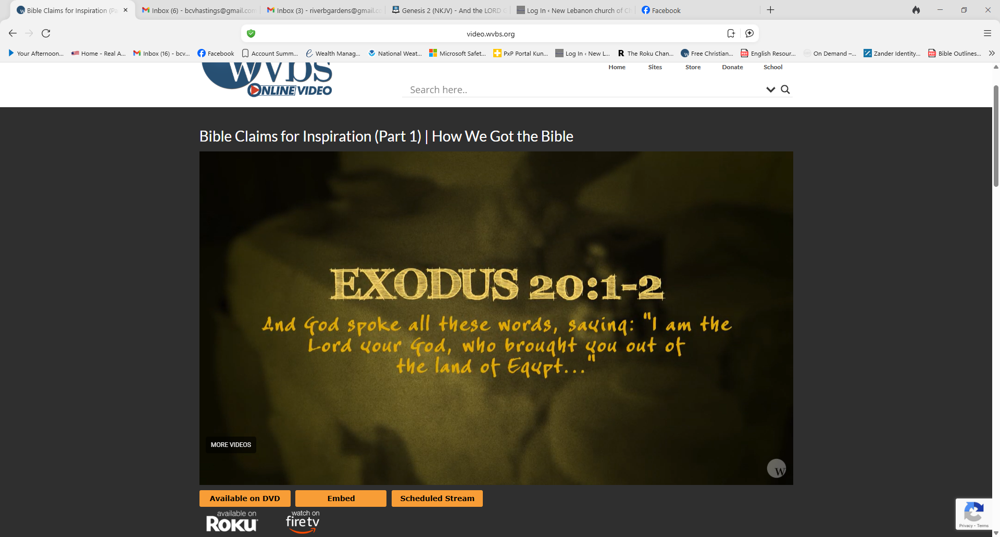 Bible Claims for Inspiration (Pa
Inbox (6) - bcvhastings@gmail.com
Inbox (3) - riverbgardens@gmail.co
Genesis 2 (NKJV) - And the LORD G
Log In ‹ New Lebanon church of Ch
Facebook
video.wvbs.org
Your Afternoon...
Home - Real A...
Inbox (16) - bcv...
Facebook
Account Summ...
Wealth Manag...
National Weat...
Microsoft Safet...
PxP Portal Kun...
Log In ‹ New L...
The Roku Chan...
Free Christian...
English Resour...
On Demand –...
Zander Identity...
Bible Outlines...
wvbs
ONLINE VIDEO
Home Sites Store Donate School
Search here..
Bible Claims for Inspiration (Part 1) | How We Got the Bible
EXODUS 20:1-2
And God spoke all these words, saying: "I am the
Lord your God, who brought you out of
the land of Egypt..."
MORE VIDEOS
W
Available on DVD Embed Scheduled Stream
available on
ROKU
watch on
fire tv
Privacy - Terms